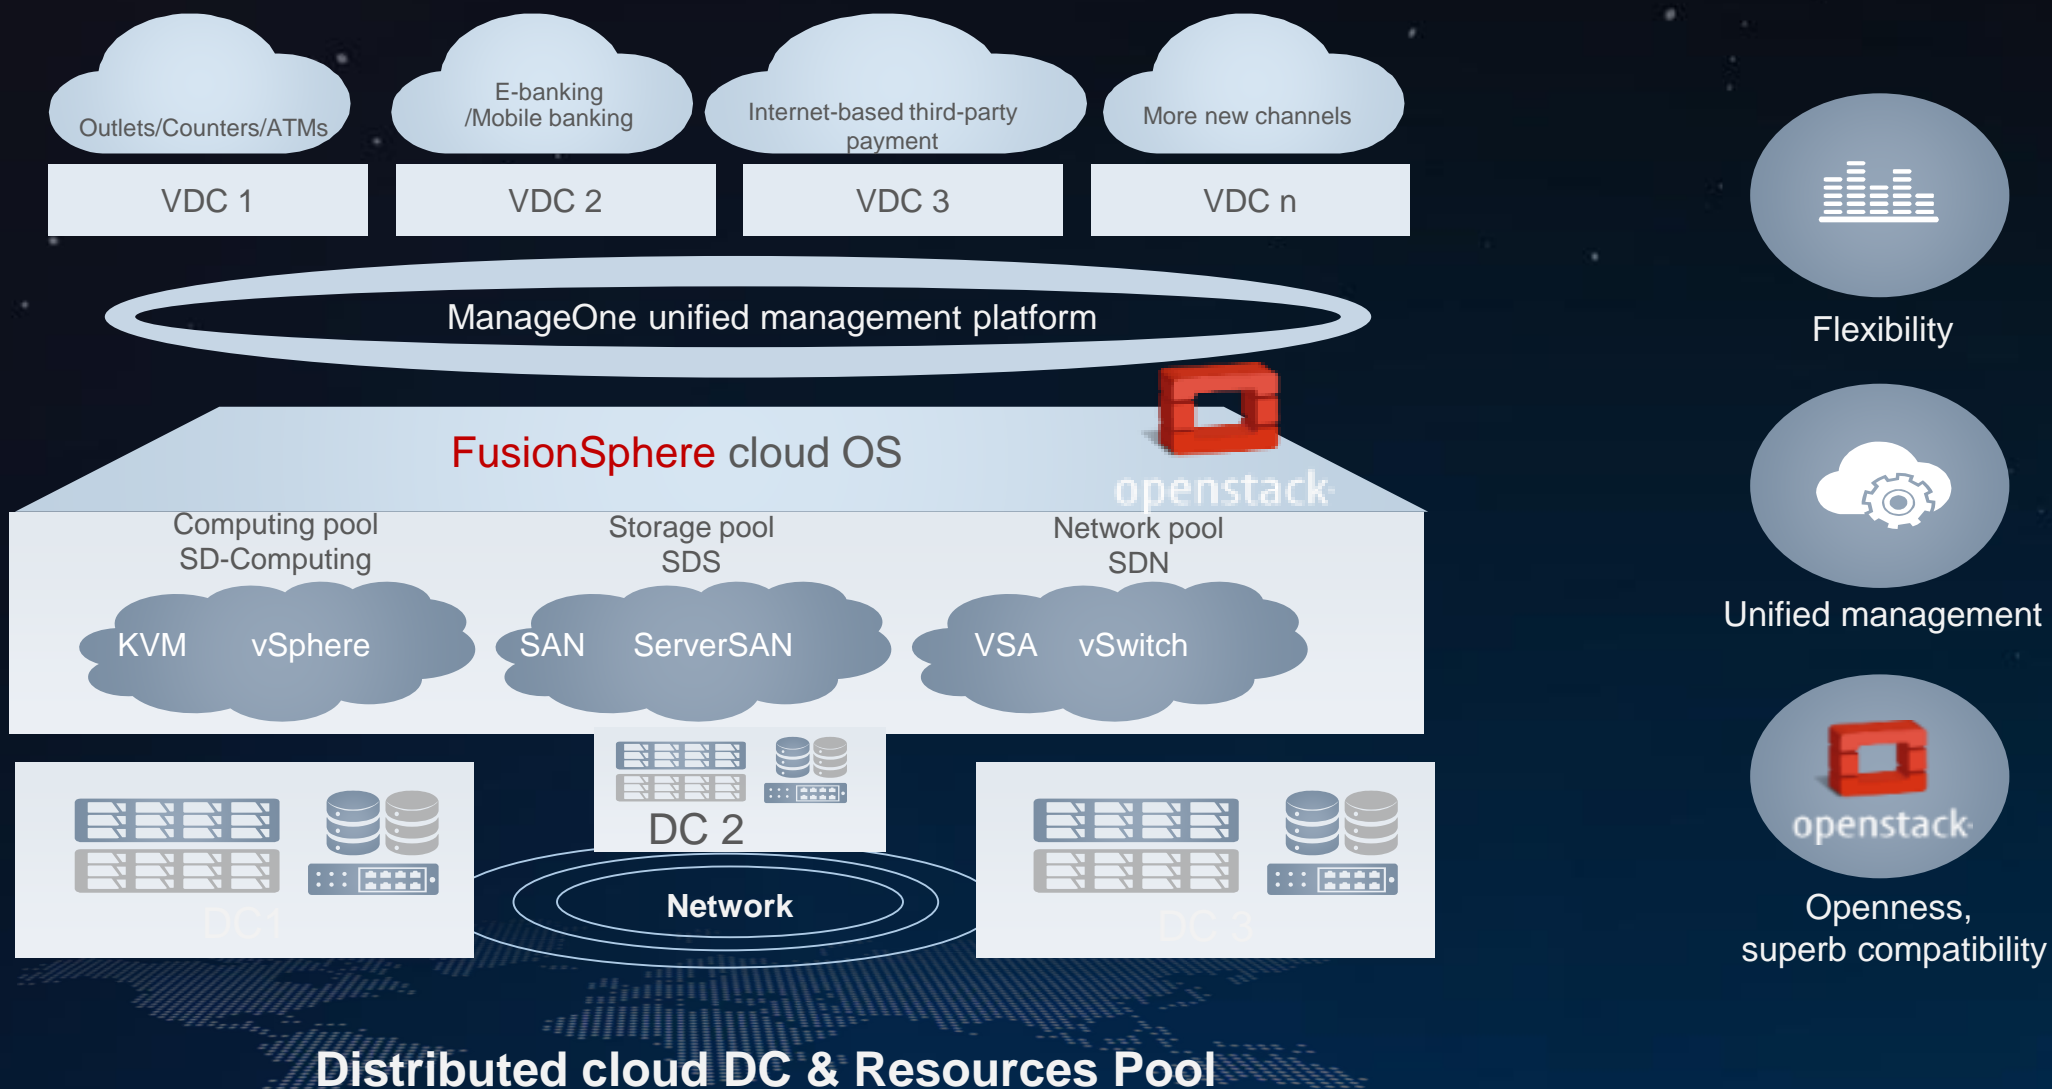 Outlets/Counters/ATMs
E-banking
/Mobile banking
Internet-based third-party
payment
More new channels
VDC 1
VDC 2
VDC 3
VDC n
ManageOne unified management platform
FusionSphere cloud OS
openstack
Computing pool
SD-Computing
Storage pool
SDS
Network pool
SDN
KVM vSphere
SAN ServerSAN
VSA vSwitch
DC1
DC 2
DC 3
Network
Distributed cloud DC & Resources Pool
Flexibility
Unified management
openstack
Openness,
superb compatibility